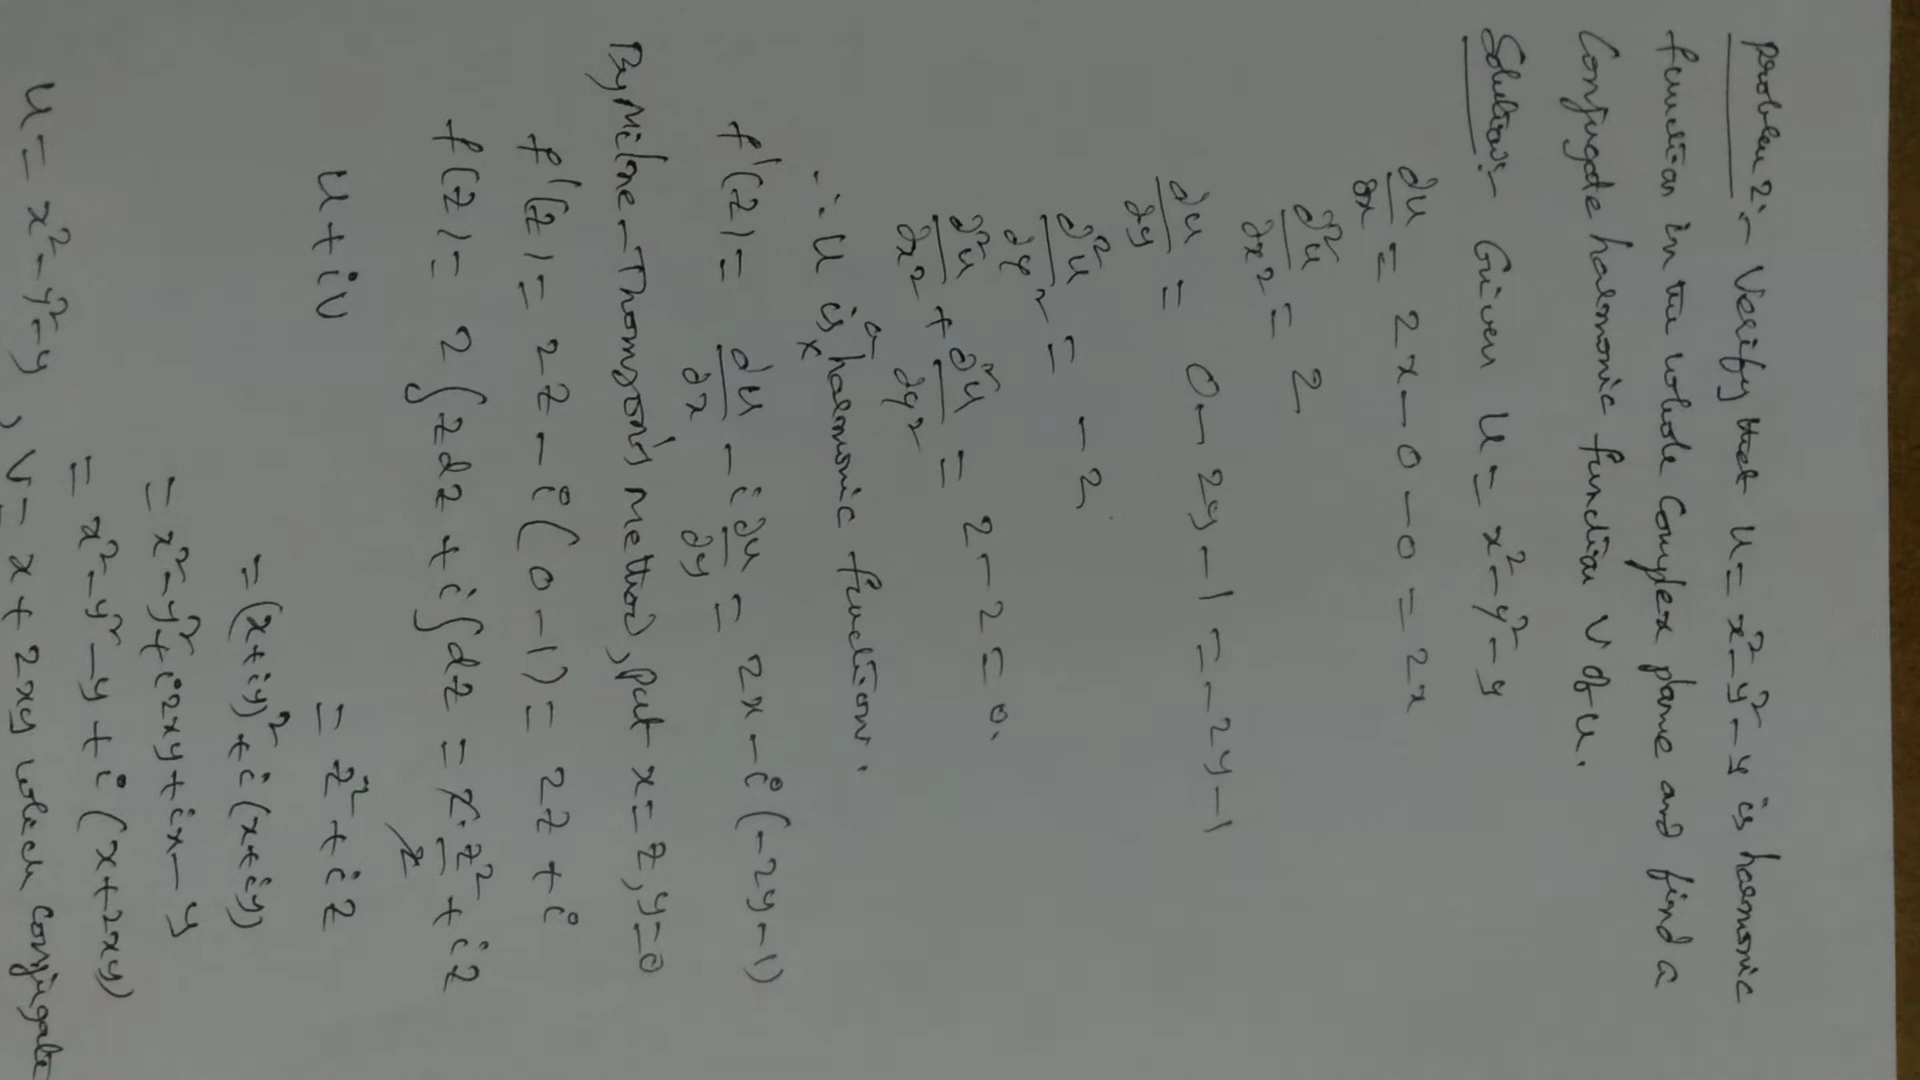 Problem 2:- Verify that u = x² - y² - y is harmonic
function in the whole Complex plane and find a
Conjugate harmonic function v of u.
Solution:- Given u = x² - y² - y
∂u/∂x = 2x - 0 - 0 = 2x
∂²u/∂x² = 2
∂u/∂y = 0 - 2y - 1 = -2y - 1
∂²u/∂y² = -2
∂²u/∂x² + ∂²u/∂y² = 2 - 2 = 0.
∴ u is a harmonic function.
f'(z) = ∂u/∂x - i ∂u/∂y = 2x - i(-2y-1)
By Milne-Thomson's method, put x = z, y = 0
f'(z) = 2z - i(0-1) = 2z + i
f(z) = 2∫z dz + i∫dz = 2·z²/2 + iz
u + iv = z² + iz
= (x+iy)² + i(x+iy)
= x² - y² + i2xy + ix - y
= x² - y² - y + i(x+2xy)
u = x² - y² - y, v = x + 2xy which conjugate